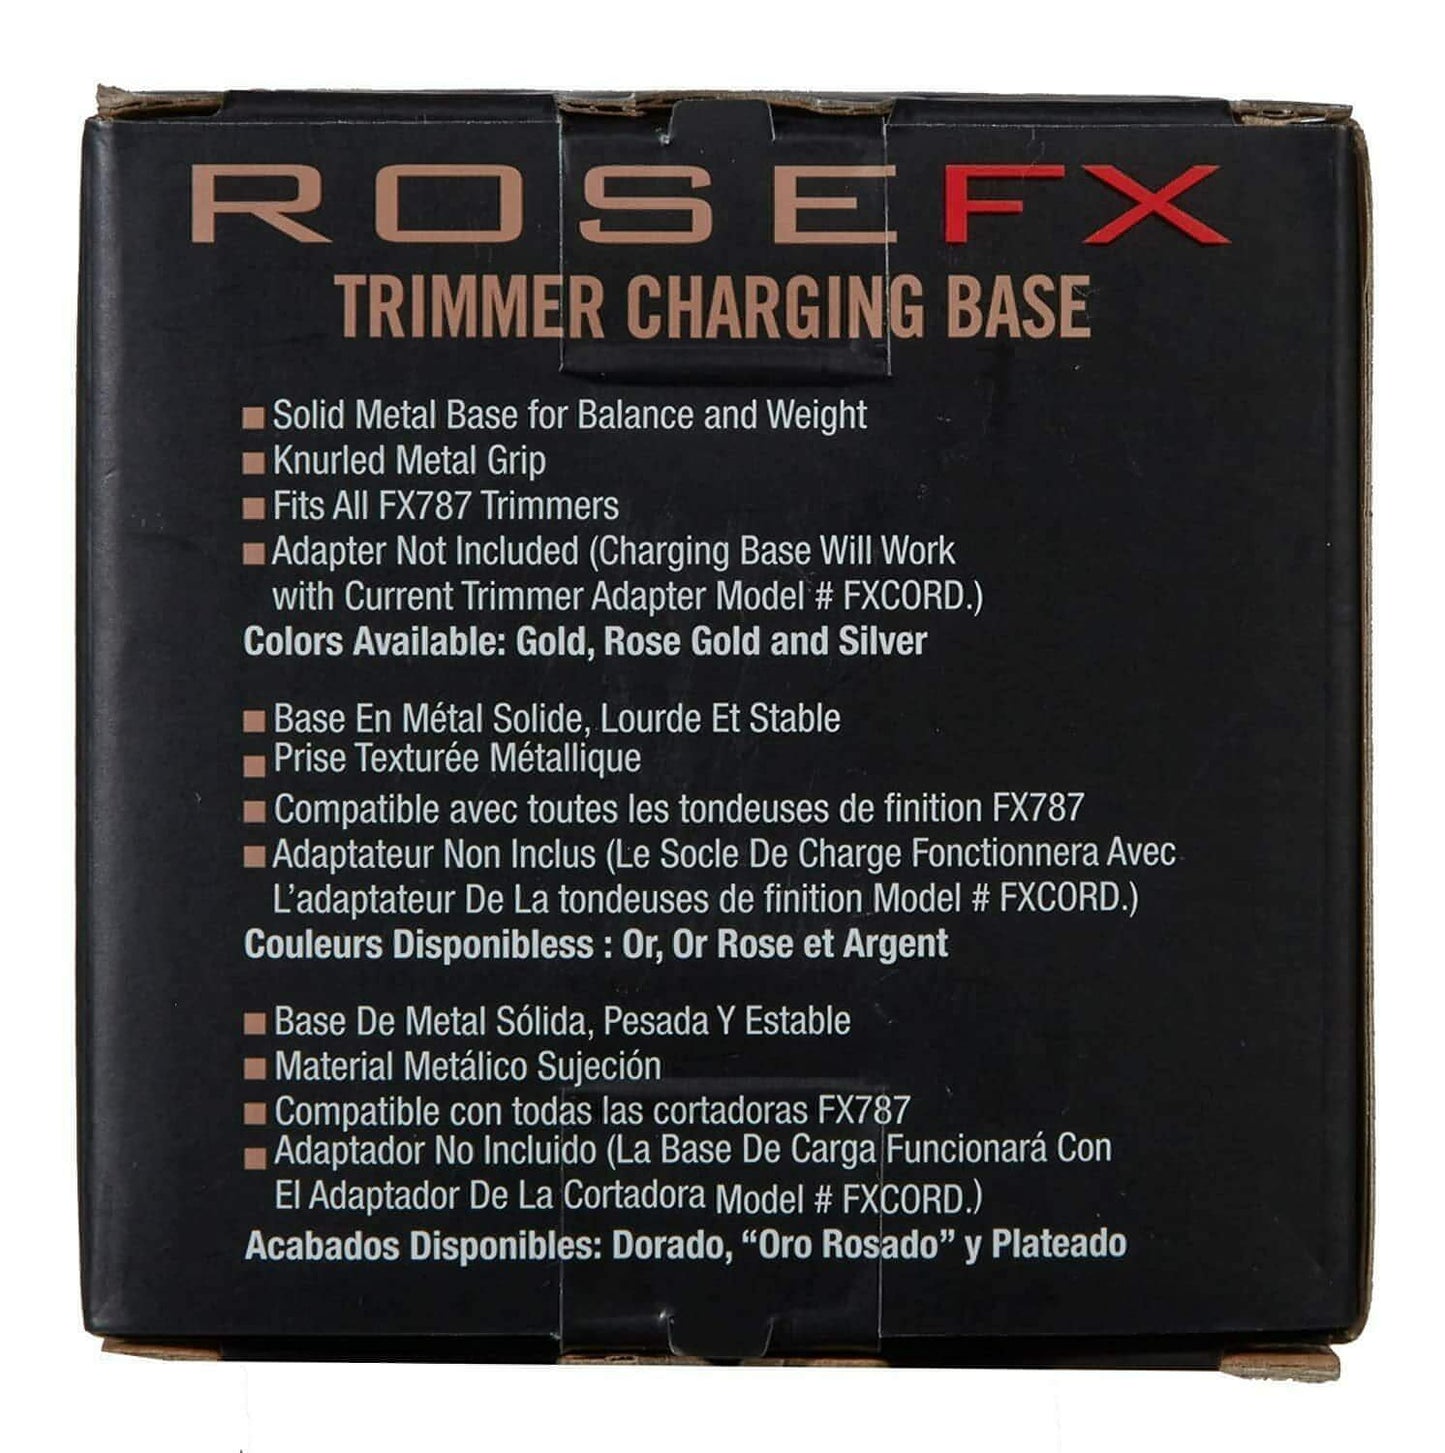 ROSEFX
TRIMMER CHARGING BASE
Solid Metal Base for Balance and Weight
Knurled Metal Grip
Fits All FX787 Trimmers
Adapter Not Included (Charging Base Will Work
with Current Trimmer Adapter Model # FXCORD.)
Colors Available: Gold, Rose Gold and Silver
Base En Métal Solide, Lourde Et Stable
Prise Texturée Métallique
Compatible avec toutes les tondeuses de finition FX787
Adaptateur Non Inclus (Le Socle De Charge Fonctionnera Avec
L'adaptateur De La tondeuses de finition Model # FXCORD.)
Couleurs Disponibless : Or, Or Rose et Argent
Base De Metal Sólida, Pesada Y Estable
Material Metálico Sujeción
Compatible con todas las cortadoras FX787
Adaptador No Incluido (La Base De Carga Funcionará Con
El Adaptador De La Cortadora Model # FXCORD.)
Acabados Disponibles: Dorado, “Oro Rosado” y Plateado